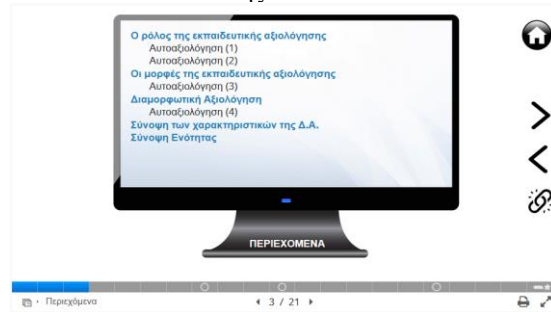 Ο ρόλος της εκπαιδευτικής αξιολόγησης
Αυτοαξιολόγηση (1)
Αυτοαξιολόγηση (2)
Οι μορφές της εκπαιδευτικής αξιολόγησης
Αυτοαξιολόγηση (3)
Διαμορφωτική Αξιολόγηση
Αυτοαξιολόγηση (4)
Σύνοψη των χαρακτηριστικών της Δ.Α.
Σύνοψη Ενότητας
ΠΕΡΙΕΧΟΜΕΝΑ
Περιεχόμενα
3 / 21